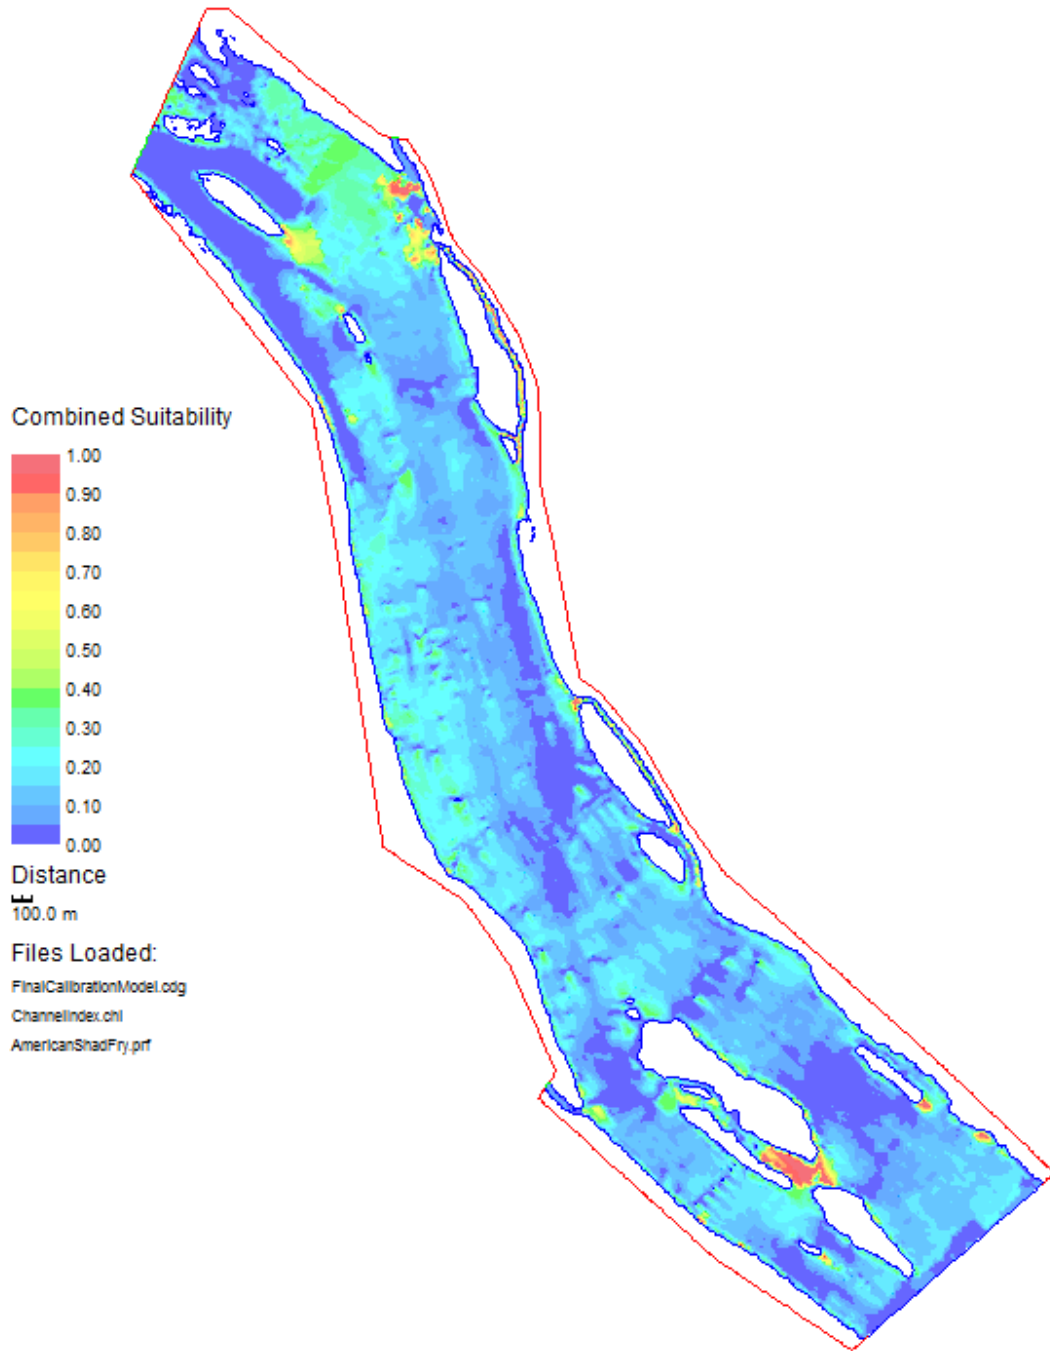 Combined Suitability
1.00
0.90
0.80
0.70
0.60
0.50
0.40
0.30
0.20
0.10
0.00
Distance
100.0 m
Files Loaded:
FinalCalibrationModel.cdg
ChannelIndex.chi
AmericanShadFry.prf